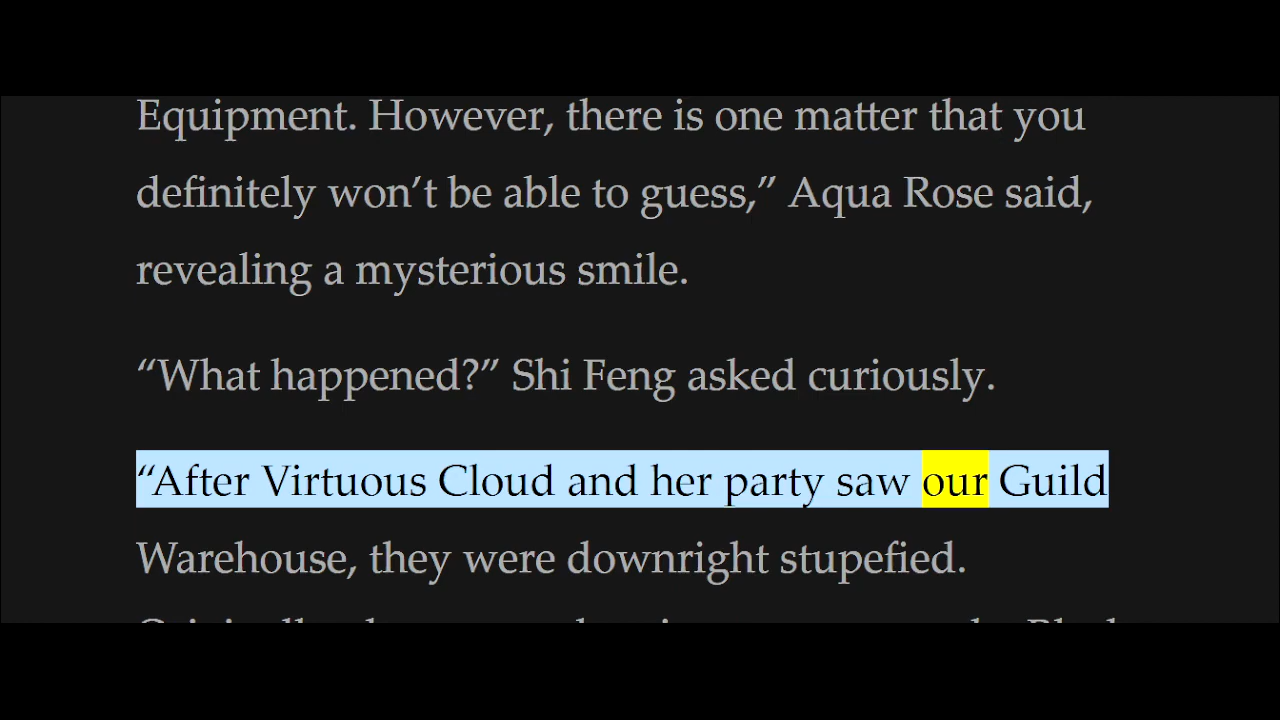 Equipment. However, there is one matter that you
definitely won’t be able to guess,” Aqua Rose said,
revealing a mysterious smile.
“What happened?” Shi Feng asked curiously.
“After Virtuous Cloud and her party saw our Guild
Warehouse, they were downright stupefied.